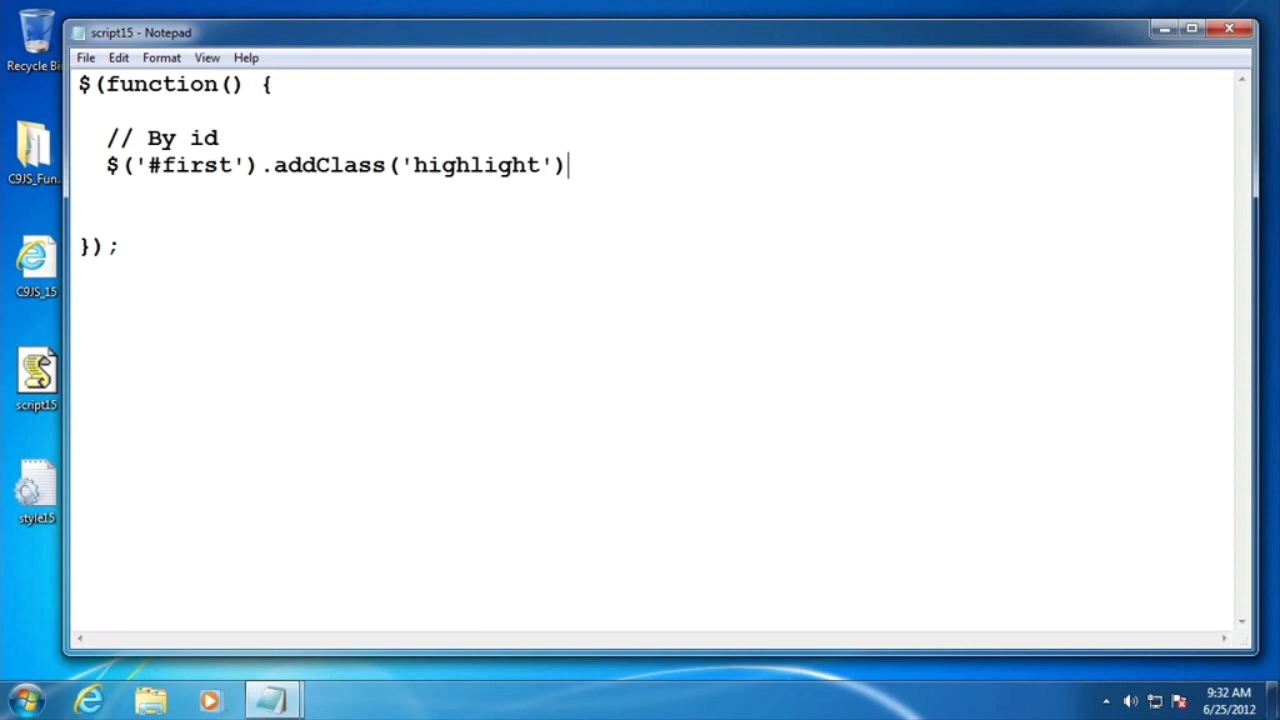 Recycle Bi
script15 - Notepad
File Edit Format View Help
$(function() {
// By id
$('#first').addClass('highlight')
});
C9JS_Fun...
C9JS_15
script15
style15
9:32 AM
6/25/2012